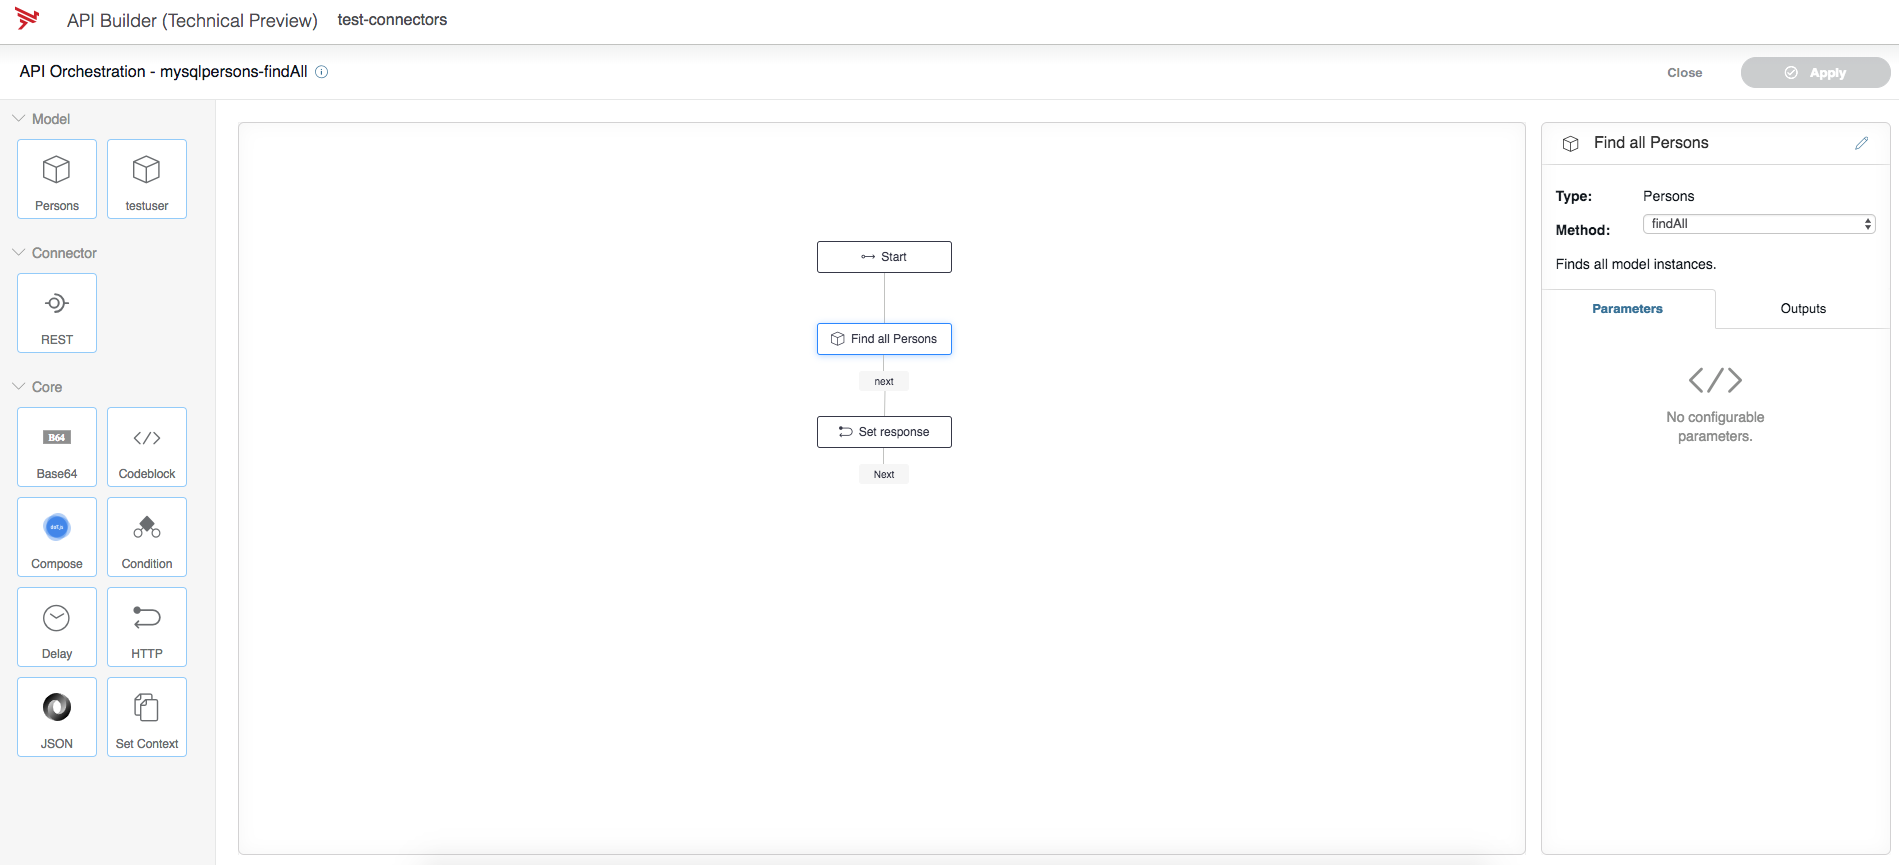 API Builder (Technical Preview) test-connectors
API Orchestration - mysqlpersons-findAll
Close
Apply
Model
Persons
testuser
Connector
REST
Core
B64
Base64
</>
Codeblock
dot.js
Compose
Condition
Delay
HTTP
JSON
Set Context
Start
Find all Persons
next
Set response
Next
Find all Persons
Type: Persons
Method: findAll
Finds all model instances.
Parameters
Outputs
</>
No configurable
parameters.